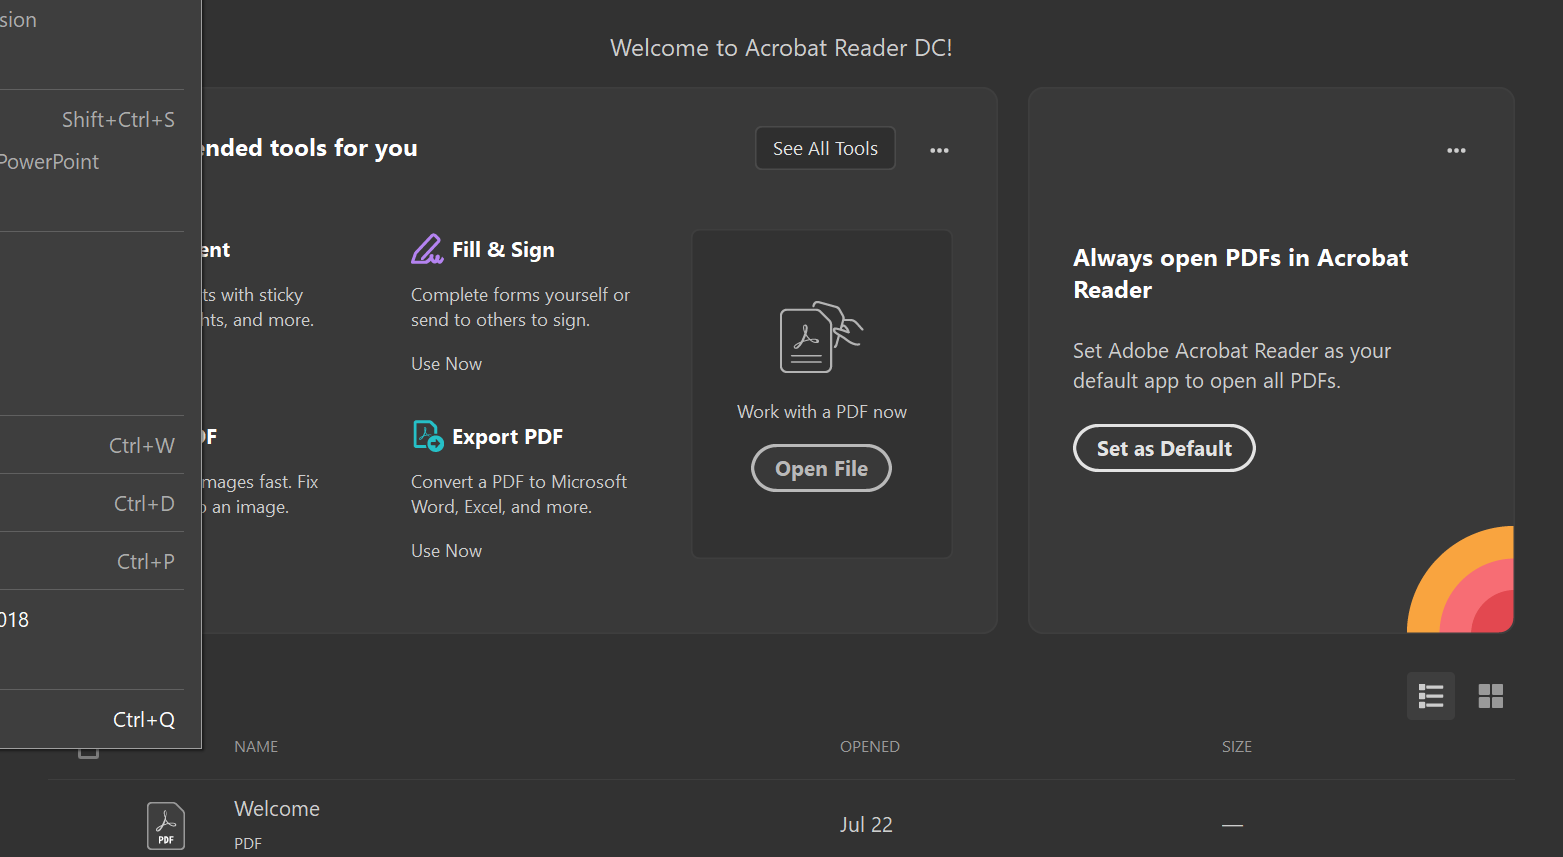 sion
Shift+Ctrl+S
PowerPoint
Ctrl+W
Ctrl+D
Ctrl+P
018
Ctrl+Q
Welcome to Acrobat Reader DC!
ended tools for you
See All Tools
ent
ts with sticky
hts, and more.
Fill & Sign
Complete forms yourself or
send to others to sign.
Use Now
OF
mages fast. Fix
o an image.
Export PDF
Convert a PDF to Microsoft
Word, Excel, and more.
Use Now
Work with a PDF now
Open File
Always open PDFs in Acrobat
Reader
Set Adobe Acrobat Reader as your
default app to open all PDFs.
Set as Default
NAME OPENED SIZE
PDF
Welcome
PDF
Jul 22
—